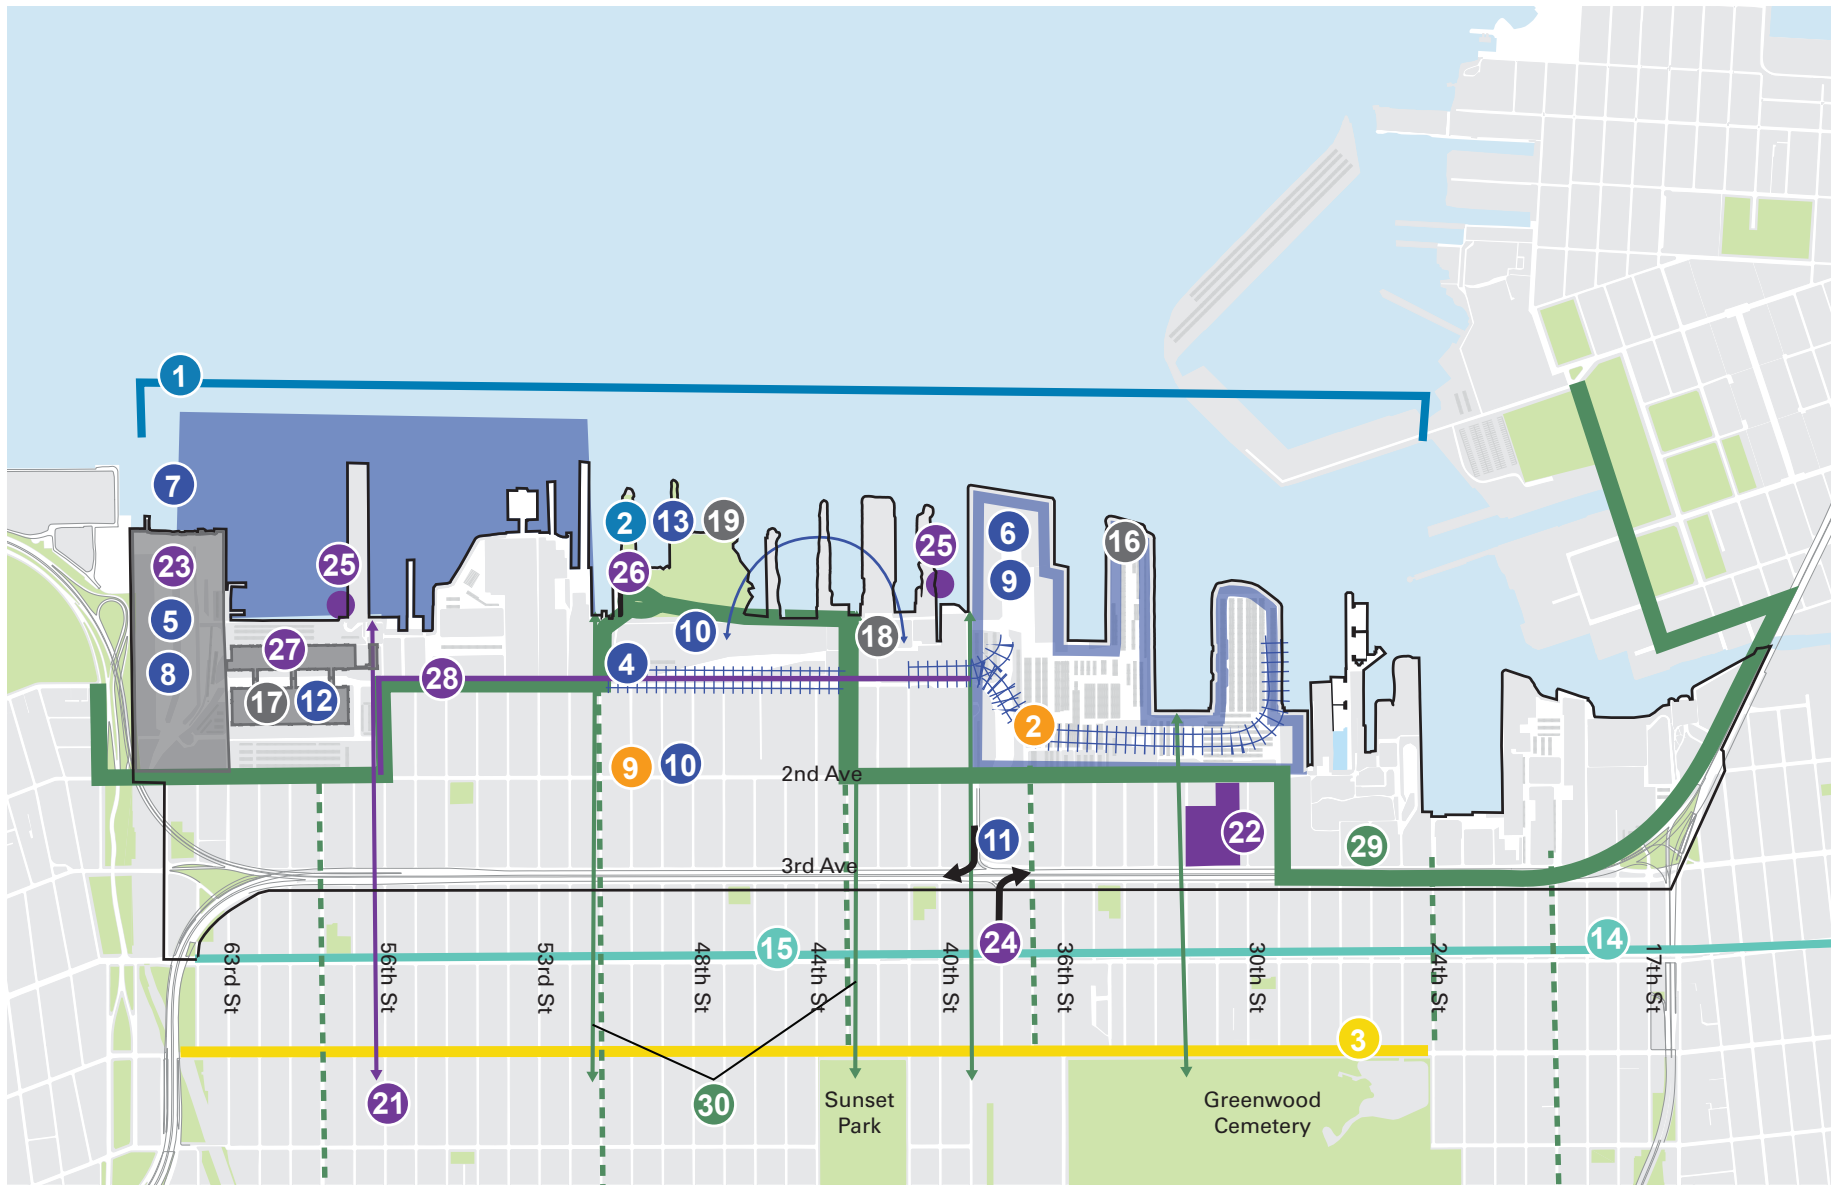 1
7
2
13
19
25
6
16
23
25
26
9
5
10
18
27
4
8
28
17
12
2
9
10
2nd Ave
22
11
29
3rd Ave
15
24
14
63rd St
56th St
53rd St
48th St
44th St
40th St
36th St
30th St
24th St
17th St
3
21
30
Sunset
Park
Greenwood
Cemetery